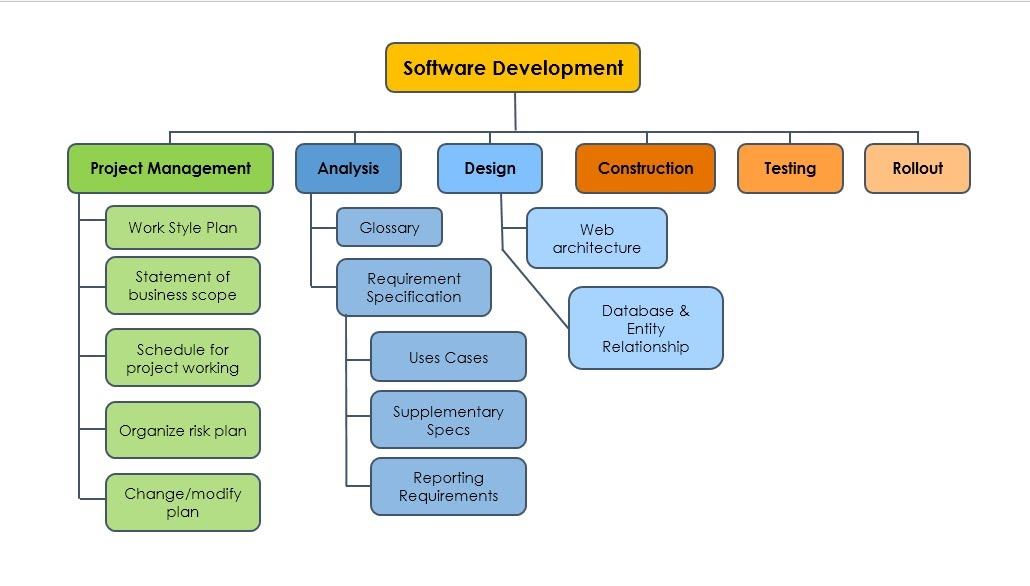 Software Development
Project Management
Analysis
Design
Construction
Testing
Rollout
Work Style Plan
Statement of
business scope
Schedule for
project working
Organize risk plan
Change/modify
plan
Glossary
Requirement
Specification
Uses Cases
Supplementary
Specs
Reporting
Requirements
Web
architecture
Database &
Entity
Relationship